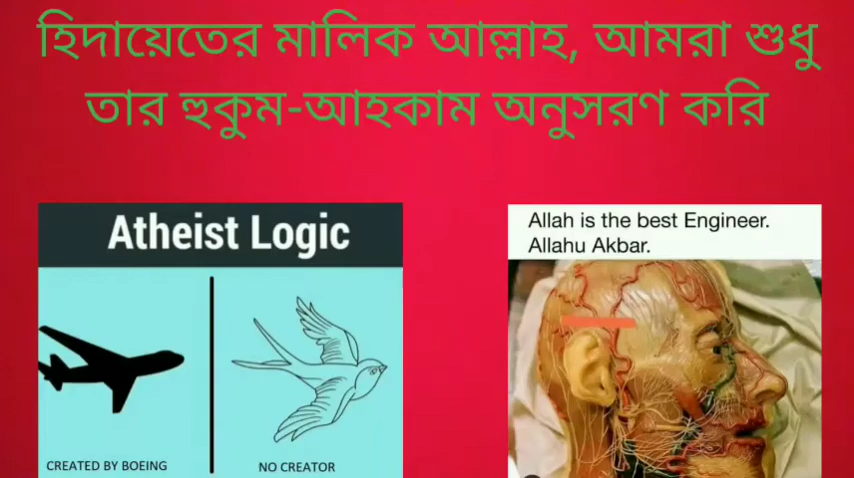 হিদায়েতের মালিক আল্লাহ, আমরা শুধু
তার হুকুম-আহকাম অনুসরণ করি
Atheist Logic
CREATED BY BOEING
NO CREATOR
Allah is the best Engineer.
Allahu Akbar.